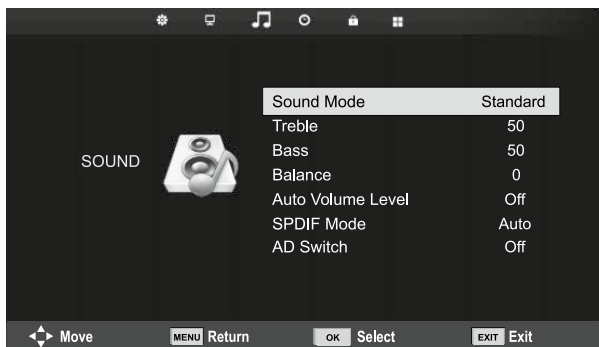 Sound Mode Standard
Treble 50
Bass 50
SOUND
Balance 0
Auto Volume Level Off
SPDIF Mode Auto
AD Switch Off
Move MENU Return OK Select EXIT Exit